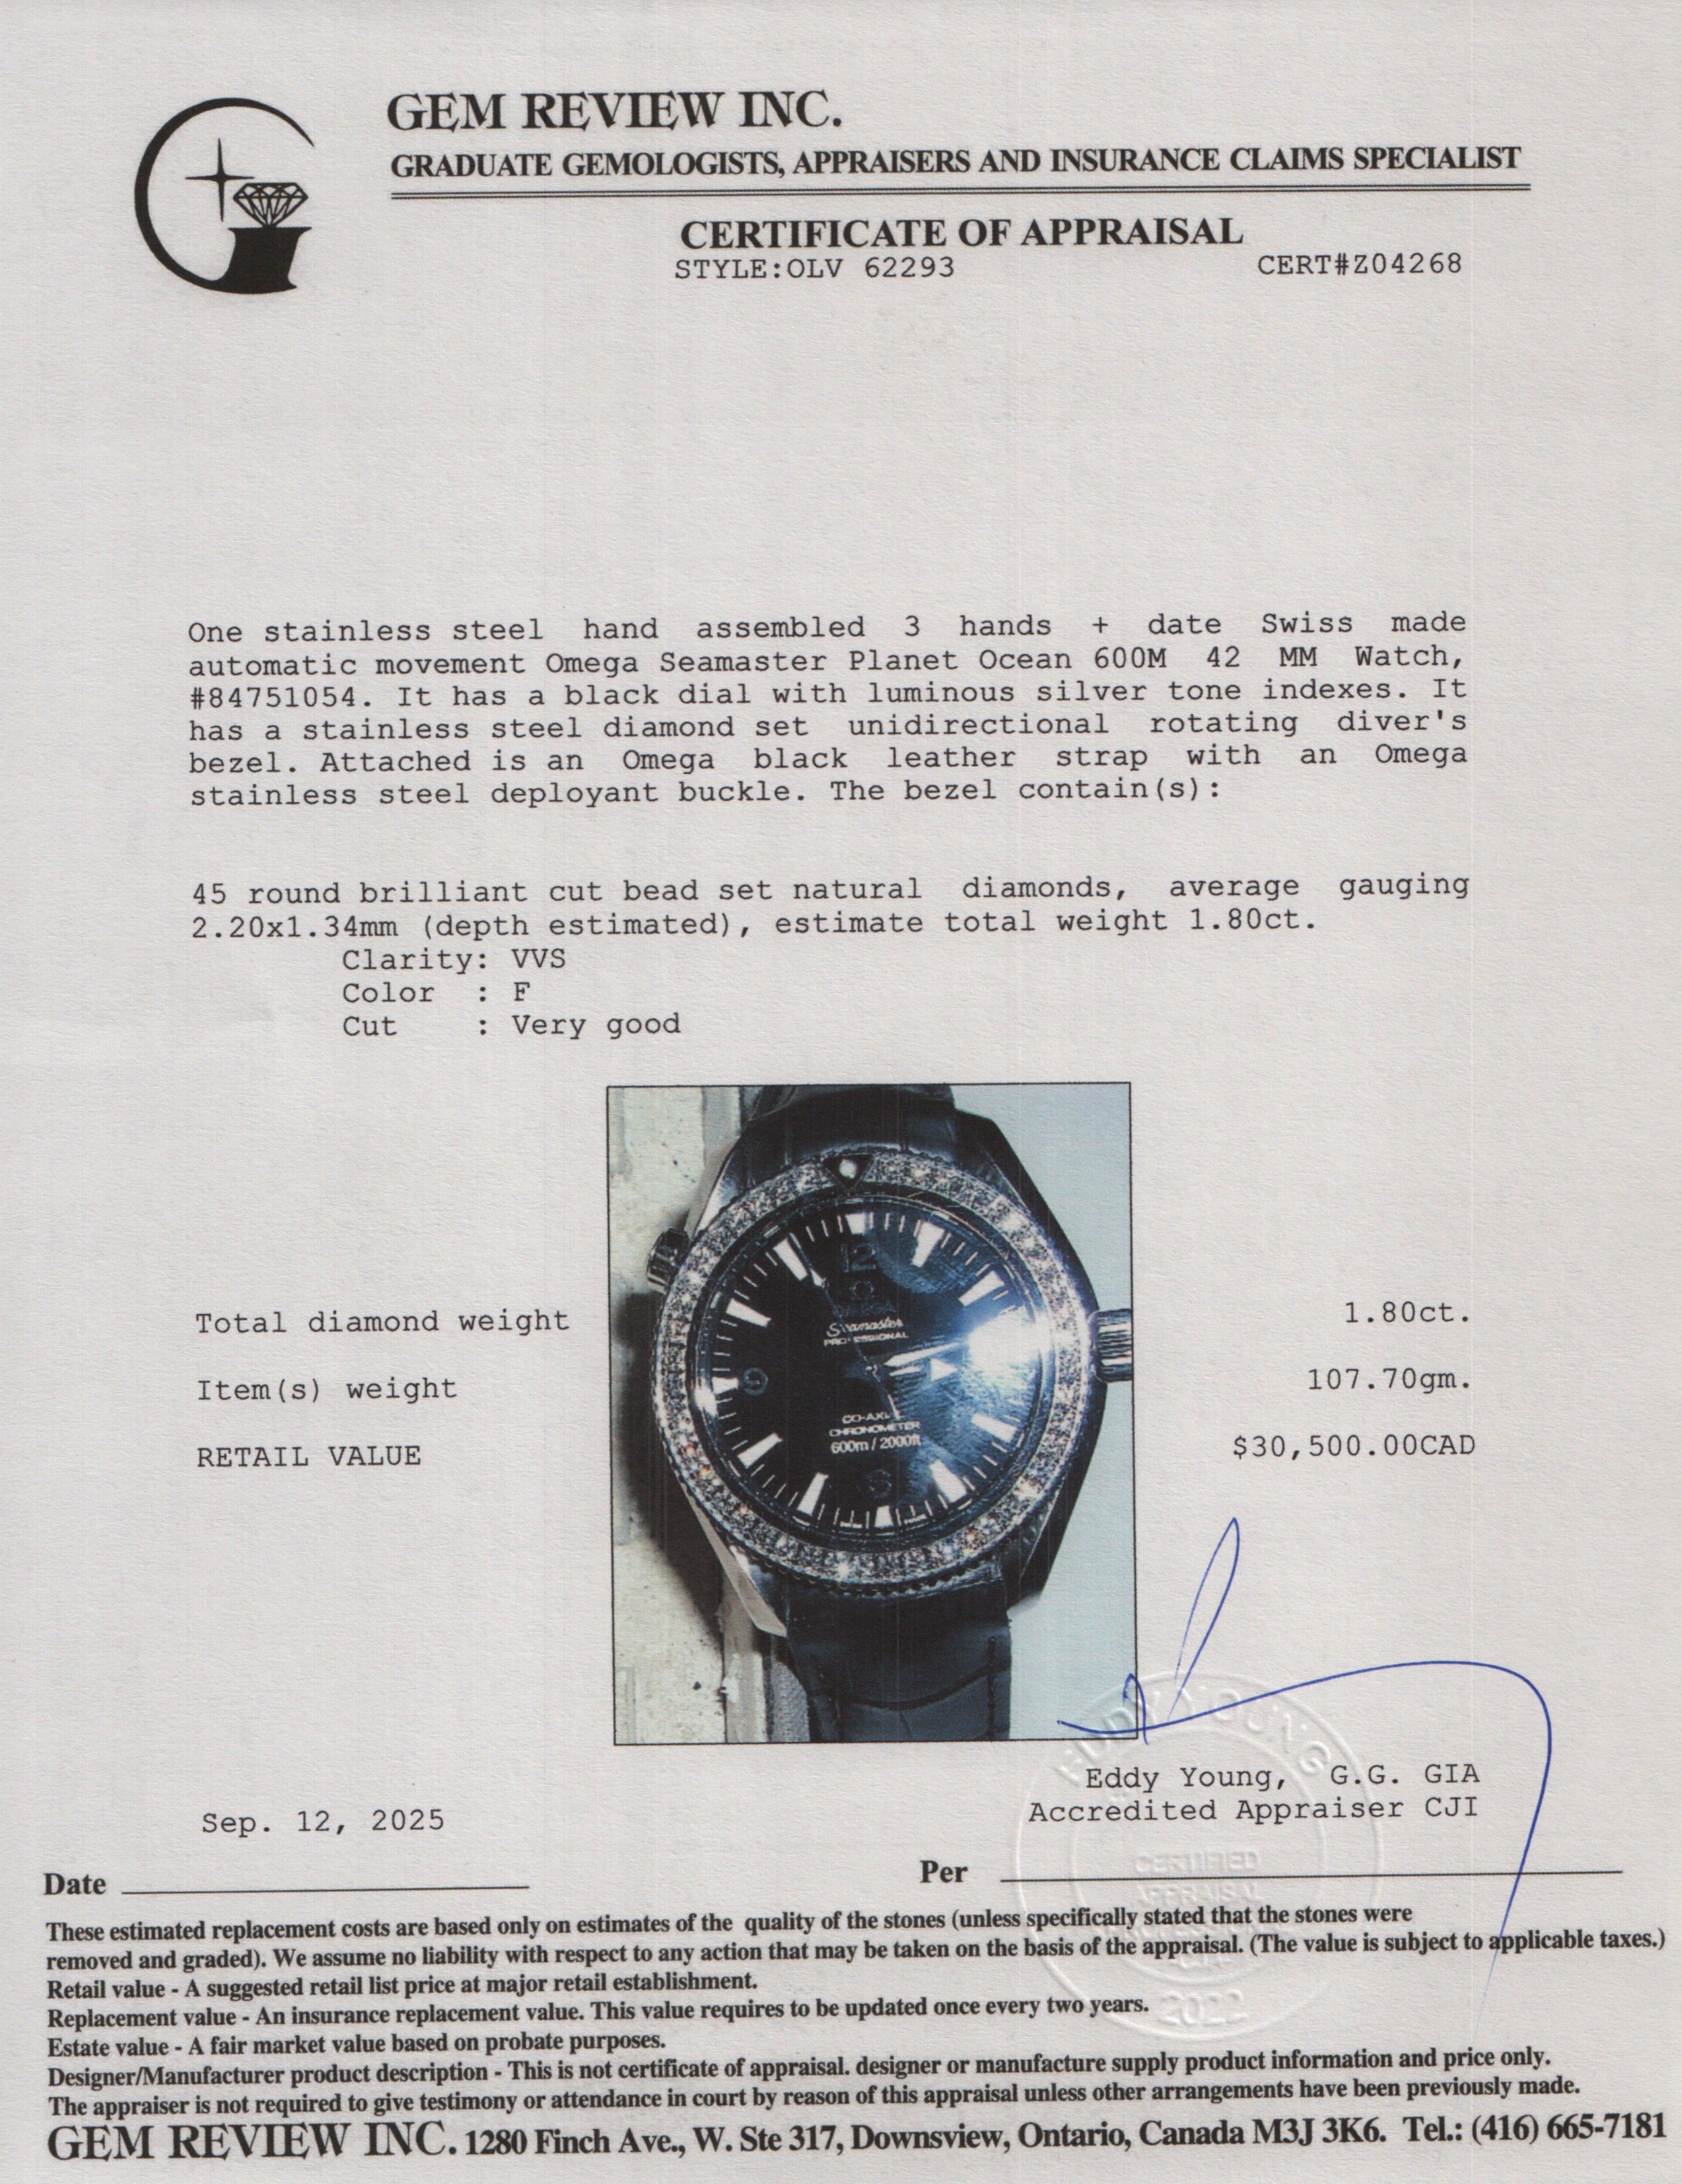 GEM REVIEW INC.
GRADUATE GEMOLOGISTS, APPRAISERS AND INSURANCE CLAIMS SPECIALIST
CERTIFICATE OF APPRAISAL
STYLE:OLV 62293 CERT#Z04268
One stainless steel hand assembled 3 hands + date Swiss made
automatic movement Omega Seamaster Planet Ocean 600M 42 MM Watch,
#84751054. It has a black dial with luminous silver tone indexes. It
has a stainless steel diamond set unidirectional rotating diver's
bezel. Attached is an Omega black leather strap with an Omega
stainless steel deployant buckle. The bezel contain(s):
45 round brilliant cut bead set natural diamonds, average gauging
2.20x1.34mm (depth estimated), estimate total weight 1.80ct.
Clarity: VVS
Color : F
Cut : Very good
12
OMEGA
Seamaster
PROFESSIONAL
9
CO-AXIAL
CHRONOMETER
600m / 2000ft
6
Total diamond weight 1.80ct.
Item(s) weight 107.70gm.
RETAIL VALUE $30,500.00CAD
EDDY YOUNG
Eddy Young, G.G. GIA
Accredited Appraiser CJI
Sep. 12, 2025
CERTIFIED
APPRAISAL
2022
Date Per
These estimated replacement costs are based only on estimates of the quality of the stones (unless specifically stated that the stones were
removed and graded). We assume no liability with respect to any action that may be taken on the basis of the appraisal. (The value is subject to applicable taxes.)
Retail value - A suggested retail list price at major retail establishment.
Replacement value - An insurance replacement value. This value requires to be updated once every two years.
Estate value - A fair market value based on probate purposes.
Designer/Manufacturer product description - This is not certificate of appraisal. designer or manufacture supply product information and price only.
The appraiser is not required to give testimony or attendance in court by reason of this appraisal unless other arrangements have been previously made.
GEM REVIEW INC. 1280 Finch Ave., W. Ste 317, Downsview, Ontario, Canada M3J 3K6. Tel.: (416) 665-7181